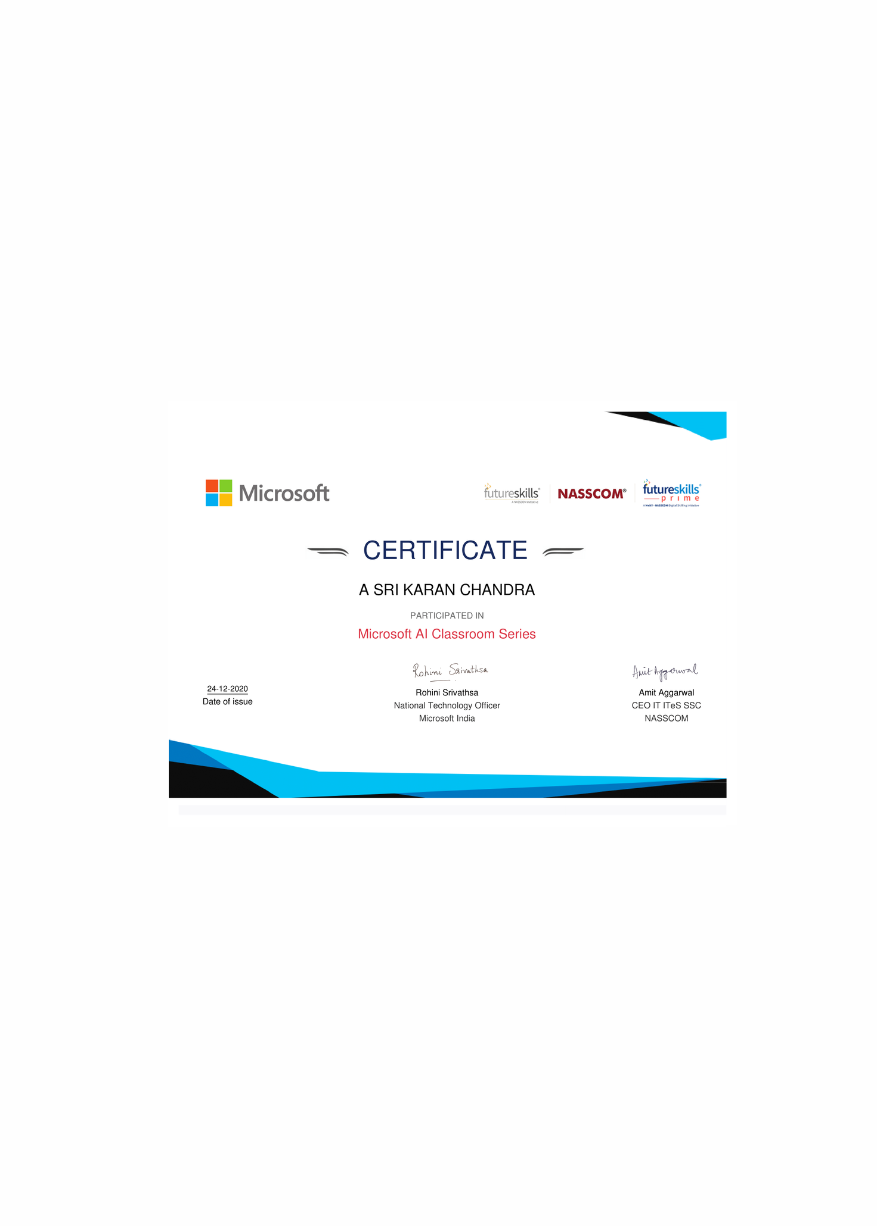 Microsoft
futureskills
NASSCOM®
futureskills
prime
CERTIFICATE
A SRI KARAN CHANDRA
PARTICIPATED IN
Microsoft AI Classroom Series
Rohini Srivathsa
Amit Aggarwal
24-12-2020
Date of issue
Rohini Srivathsa
National Technology Officer
Microsoft India
Amit Aggarwal
CEO IT ITeS SSC
NASSCOM